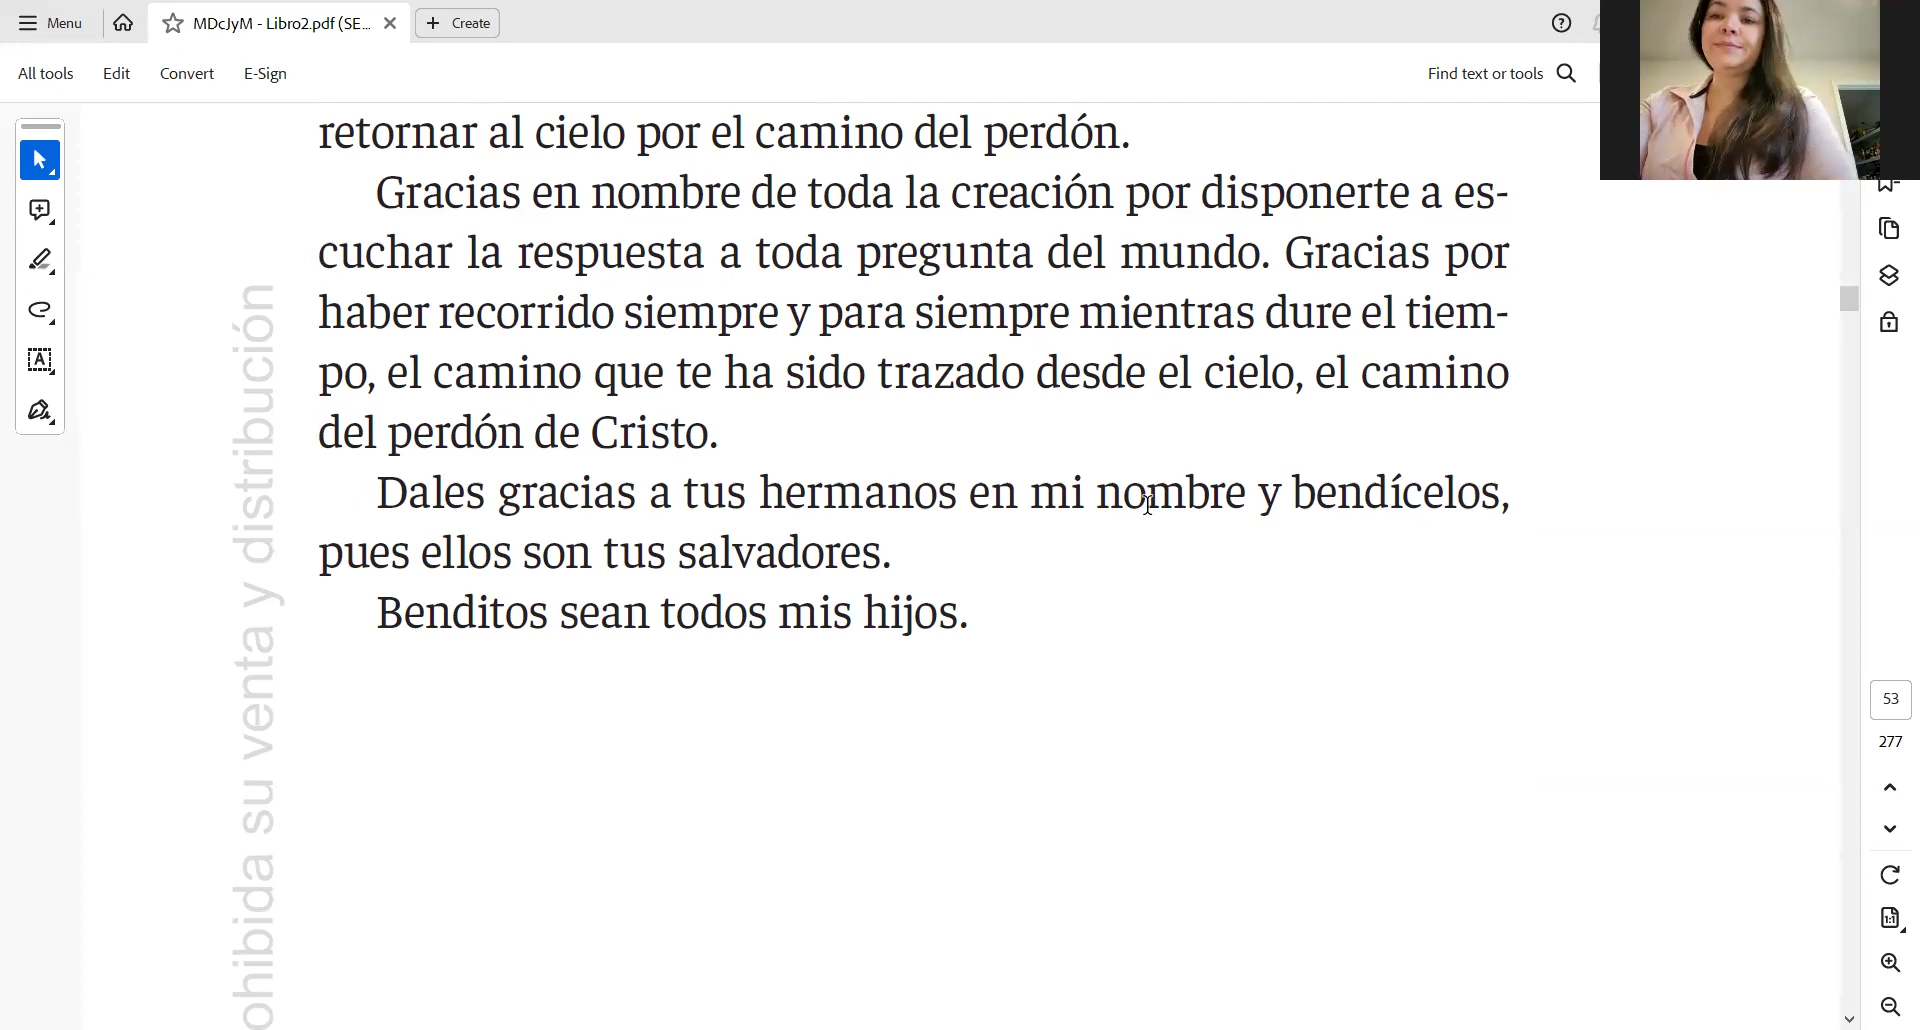 Menu
MDcJyM - Libro2.pdf (SE...
Create
All tools
Edit
Convert
E-Sign
Find text or tools
retornar al cielo por el camino del perdón.
Gracias en nombre de toda la creación por disponerte a es-
cuchar la respuesta a toda pregunta del mundo. Gracias por
haber recorrido siempre y para siempre mientras dure el tiem-
po, el camino que te ha sido trazado desde el cielo, el camino
del perdón de Cristo.
Dales gracias a tus hermanos en mi nombre y bendícelos,
pues ellos son tus salvadores.
Benditos sean todos mis hijos.
ohibida su venta y distribución
53
277